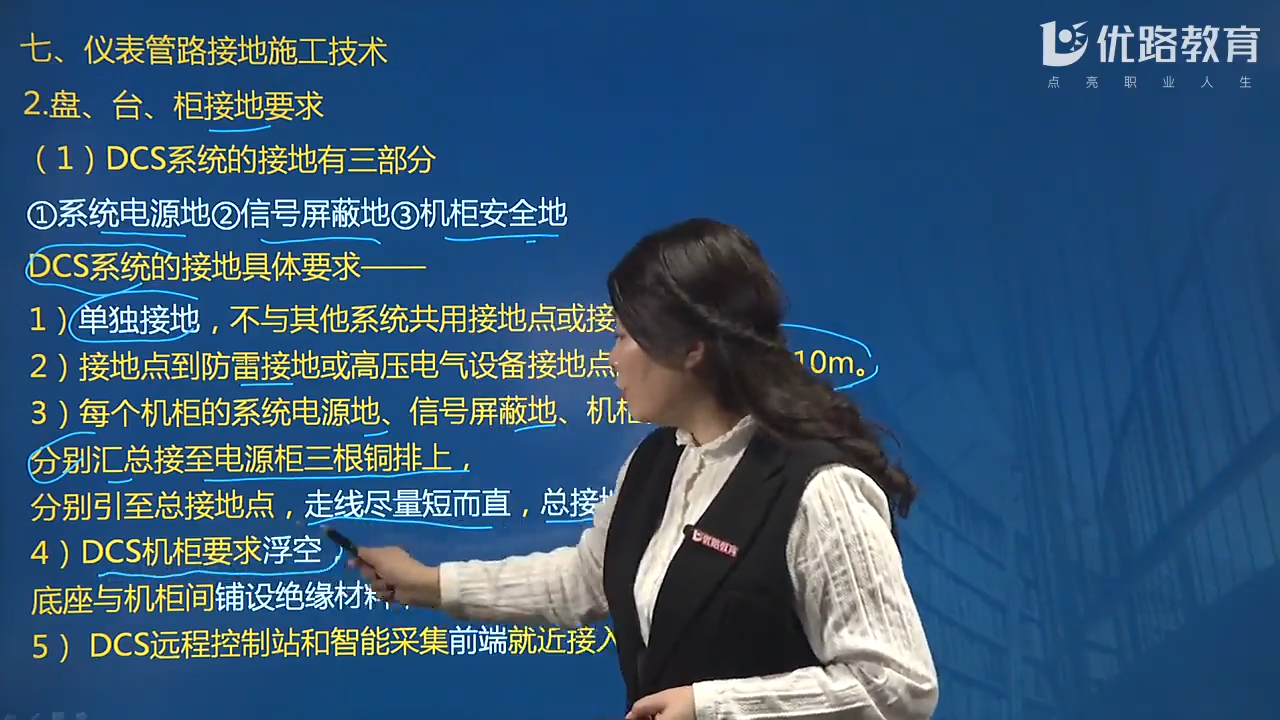 七、仪表管路接地施工技术
优路教育
点亮职业人生
2.盘、台、柜接地要求
（1）DCS系统的接地有三部分
①系统电源地②信号屏蔽地③机柜安全地
DCS系统的接地具体要求——
1）单独接地，不与其他系统共用接地点或接
2）接地点到防雷接地或高压电气设备接地点 10m。
3）每个机柜的系统电源地、信号屏蔽地、机柜
分别汇总接至电源柜三根铜排上，
分别引至总接地点，走线尽量短而直，总接地
4）DCS机柜要求浮空，
底座与机柜间铺设绝缘材料，
5） DCS远程控制站和智能采集前端就近接入
优路教育